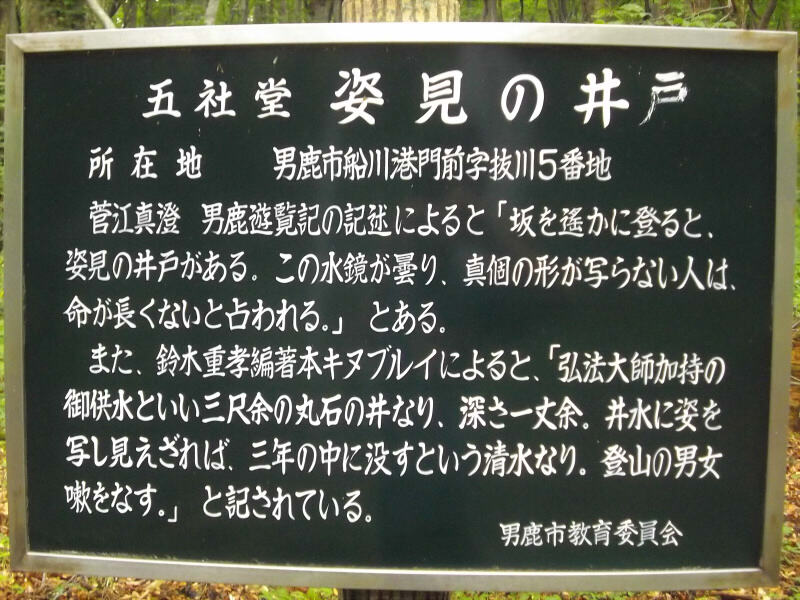 五社堂 姿見の井戸
所在地 男鹿市船川港門前字抜川5番地
菅江真澄 男鹿遊覧記の記述によると「坂を遙かに登ると、
姿見の井戸がある。この水鏡が曇り、真個の形が写らない人は、
命が長くないと占われる。」とある。
また、鈴木重孝編著本キヌブルイによると、「弘法大師加持の
御供水といい三尺余の丸石の井なり、深さ一丈余。井水に姿を
写し見えざれば、三年の中に没すという清水なり。登山の男女
嗽をなす。」と記されている。
男鹿市教育委員会